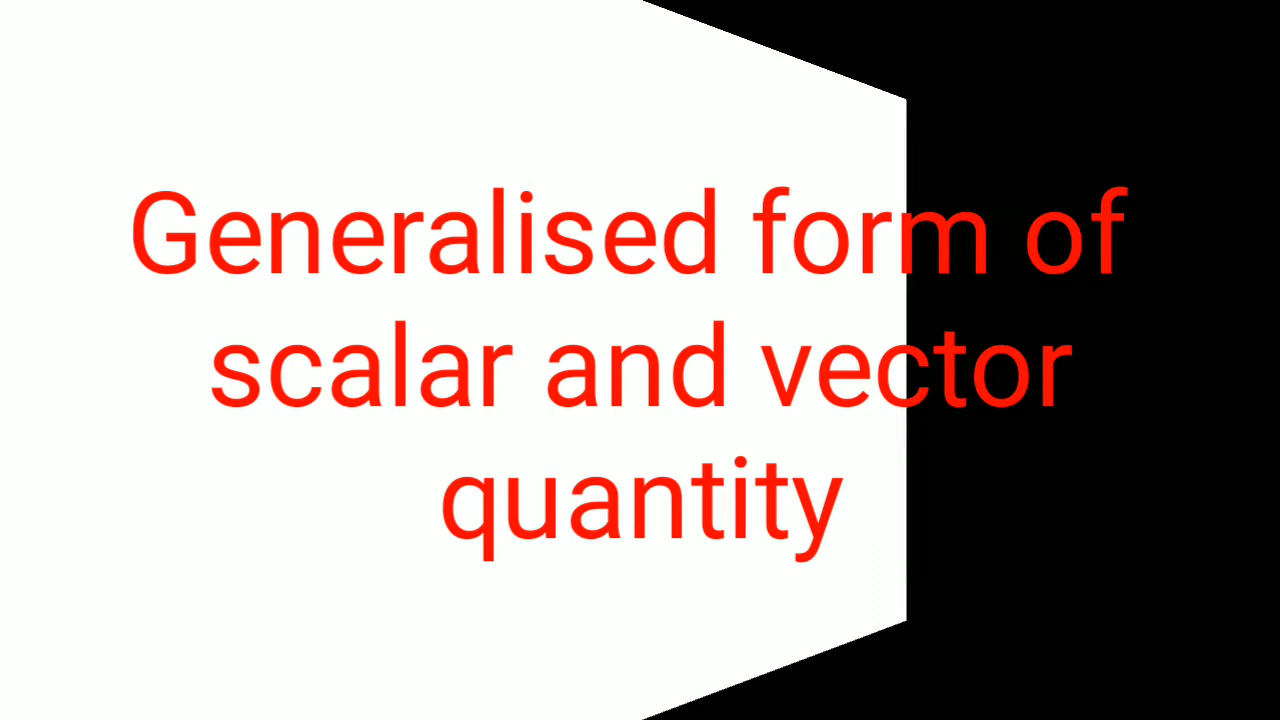 Generalised form of
scalar and vector
quantity